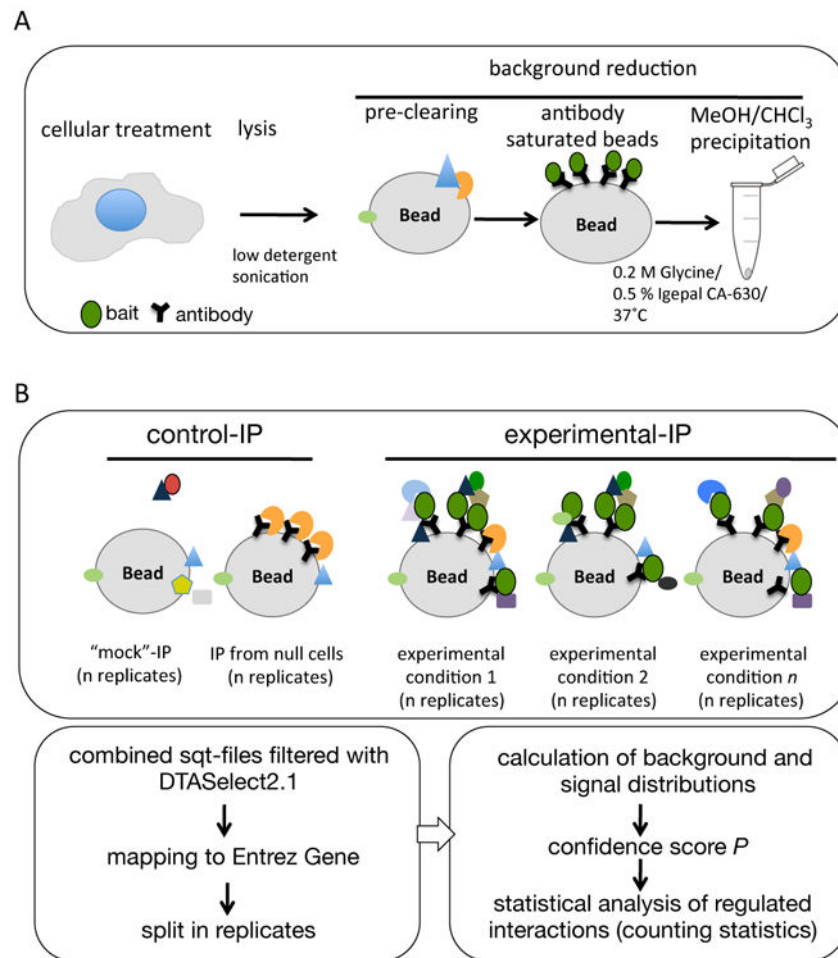 A
background reduction
cellular treatment
lysis
pre-clearing
antibody
saturated beads
MeOH/CHCl3
precipitation
Bead
Bead
low detergent
sonication
0.2 M Glycine/
0.5 % Igepal CA-630/
37˚C
bait
antibody
B
control-IP
experimental-IP
Bead
Bead
Bead
Bead
Bead
“mock”-IP
(n replicates)
IP from null cells
(n replicates)
experimental
condition 1
(n replicates)
experimental
condition 2
(n replicates)
experimental
condition n
(n replicates)
combined sqt-files filtered with
DTASelect2.1
mapping to Entrez Gene
split in replicates
calculation of background and
signal distributions
confidence score P
statistical analysis of regulated
interactions (counting statistics)